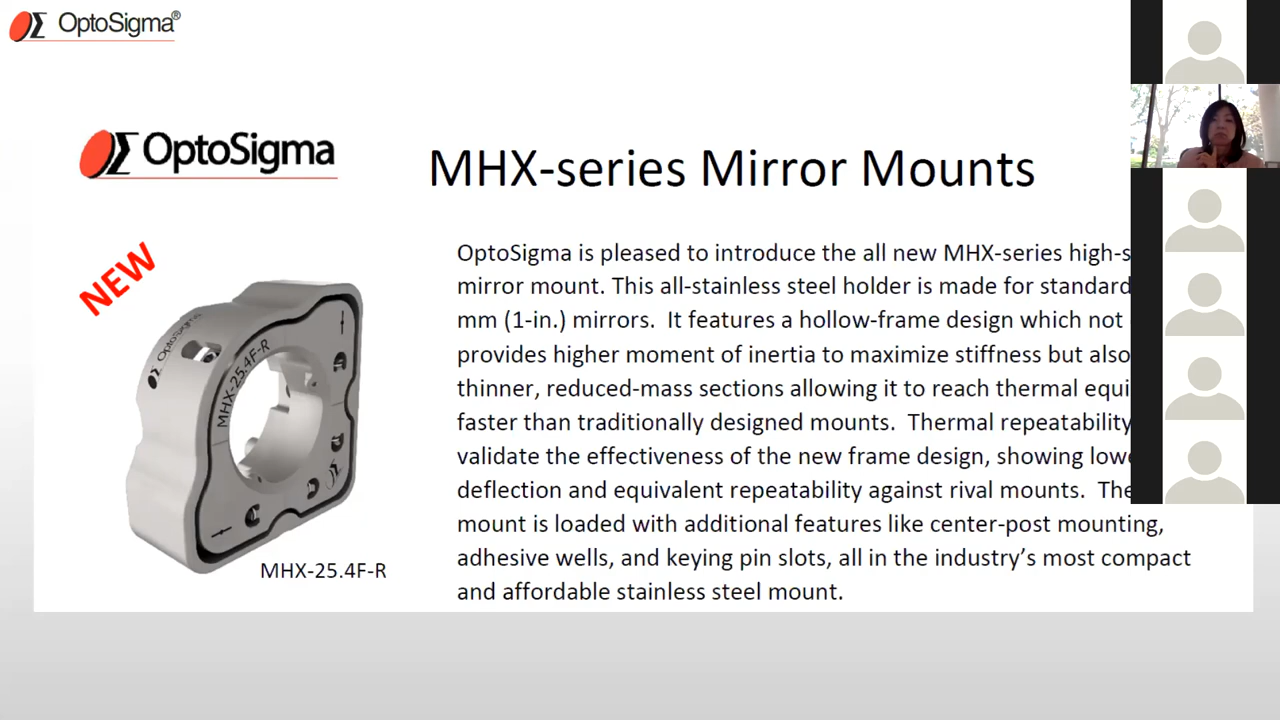 OptoSigma®
OptoSigma
MHX-series Mirror Mounts
NEW
OptoSigma is pleased to introduce the all new MHX-series high-s
mirror mount. This all-stainless steel holder is made for standard
mm (1-in.) mirrors. It features a hollow-frame design which not
provides higher moment of inertia to maximize stiffness but also
thinner, reduced-mass sections allowing it to reach thermal equi
faster than traditionally designed mounts. Thermal repeatability
validate the effectiveness of the new frame design, showing lowe
deflection and equivalent repeatability against rival mounts. The
mount is loaded with additional features like center-post mounting,
adhesive wells, and keying pin slots, all in the industry's most compact
and affordable stainless steel mount.
OptoSigma
MHX-25.4F-R
MHX-25.4F-R